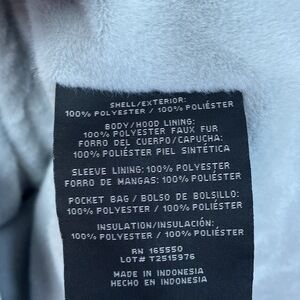 SHELL/EXTERIOR:
100% POLYESTER / 100% POLIÉSTER
BODY/HOOD LINING:
100% POLYESTER FAUX FUR
FORRO DEL CUERPO/CAPUCHA:
100% POLIÉSTER PIEL SINTÉTICA
SLEEVE LINING: 100% POLYESTER
FORRO DE MANGAS: 100% POLIÉSTER
POCKET BAG / BOLSO DE BOLSILLO:
100% POLYESTER / 100% POLIÉSTER
INSULATION/INSULACIÓN:
100% POLYESTER / 100% POLIÉSTER
RN 165550
LOT# T2515976
MADE IN INDONESIA
HECHO EN INDONESIA